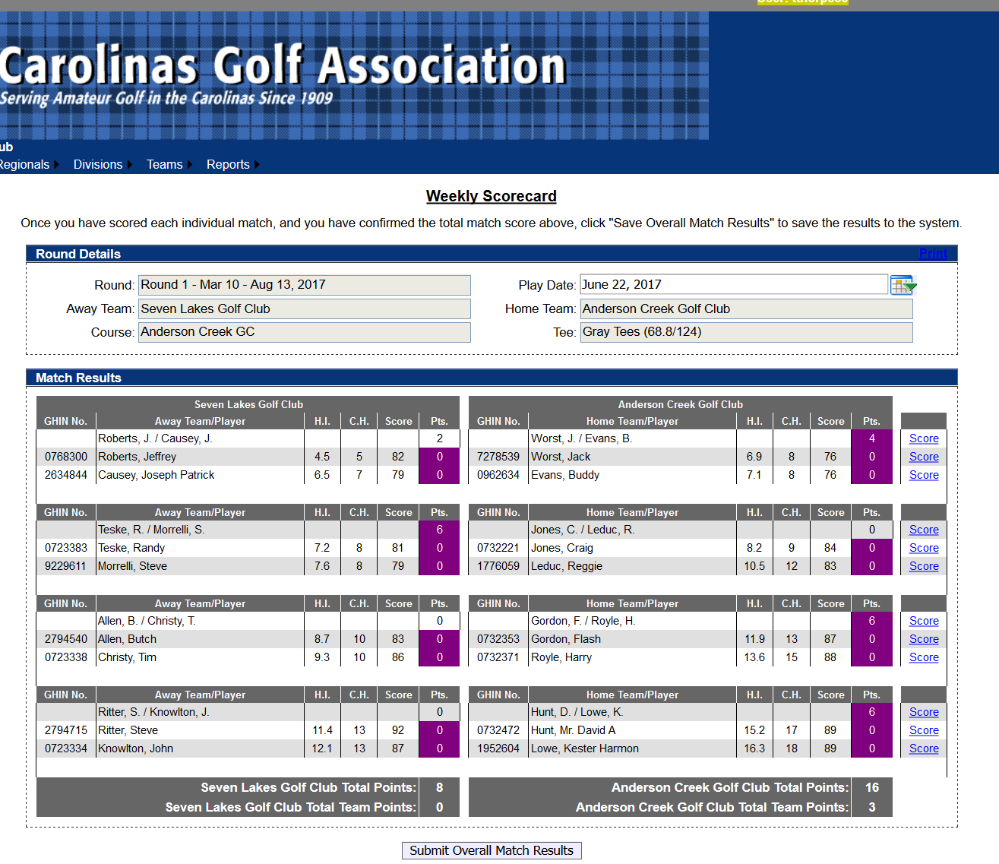 Carolinas Golf Association
Serving Amateur Golf in the Carolinas Since 1909
ub
Regionals Divisions Teams Reports
Weekly Scorecard
Once you have scored each individual match, and you have confirmed the total match score above, click "Save Overall Match Results" to save the results to the system.
Round Details Print
Round: Round 1 - Mar 10 - Aug 13, 2017 Play Date: June 22, 2017
Away Team: Seven Lakes Golf Club Home Team: Anderson Creek Golf Club
Course: Anderson Creek GC Tee: Gray Tees (68.8/124)
Match Results
Seven Lakes Golf Club Anderson Creek Golf Club
GHIN No. Away Team/Player H.I. C.H. Score Pts. GHIN No. Home Team/Player H.I. C.H. Score Pts.
Roberts, J. / Causey, J. 2 Worst, J. / Evans, B. 4 Score
0768300 Roberts, Jeffrey 4.5 5 82 0 7278539 Worst, Jack 6.9 8 76 0 Score
2634844 Causey, Joseph Patrick 6.5 7 79 0 0962634 Evans, Buddy 7.1 8 76 0 Score
GHIN No. Away Team/Player H.I. C.H. Score Pts. GHIN No. Home Team/Player H.I. C.H. Score Pts.
Teske, R. / Morrelli, S. 6 Jones, C. / Leduc, R. 0 Score
0723383 Teske, Randy 7.2 8 81 0 0732221 Jones, Craig 8.2 9 84 0 Score
9229611 Morrelli, Steve 7.6 8 79 0 1776059 Leduc, Reggie 10.5 12 83 0 Score
GHIN No. Away Team/Player H.I. C.H. Score Pts. GHIN No. Home Team/Player H.I. C.H. Score Pts.
Allen, B. / Christy, T. 0 Gordon, F. / Royle, H. 6 Score
2794540 Allen, Butch 8.7 10 83 0 0732353 Gordon, Flash 11.9 13 87 0 Score
0723338 Christy, Tim 9.3 10 86 0 0732371 Royle, Harry 13.6 15 88 0 Score
GHIN No. Away Team/Player H.I. C.H. Score Pts. GHIN No. Home Team/Player H.I. C.H. Score Pts.
Ritter, S. / Knowlton, J. 0 Hunt, D. / Lowe, K. 6 Score
2794715 Ritter, Steve 11.4 13 92 0 0732472 Hunt, Mr. David A 15.2 17 89 0 Score
0723334 Knowlton, John 12.1 13 87 0 1952604 Lowe, Kester Harmon 16.3 18 89 0 Score
Seven Lakes Golf Club Total Points: 8 Anderson Creek Golf Club Total Points: 16
Seven Lakes Golf Club Total Team Points: 0 Anderson Creek Golf Club Total Team Points: 3
Submit Overall Match Results